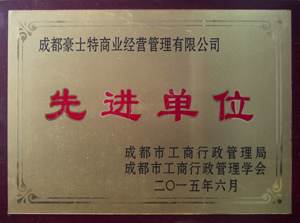 成都豪士特商业经营管理有限公司
先进单位
成都市工商行政管理局
成都市工商行政管理学会
二〇一五年六月